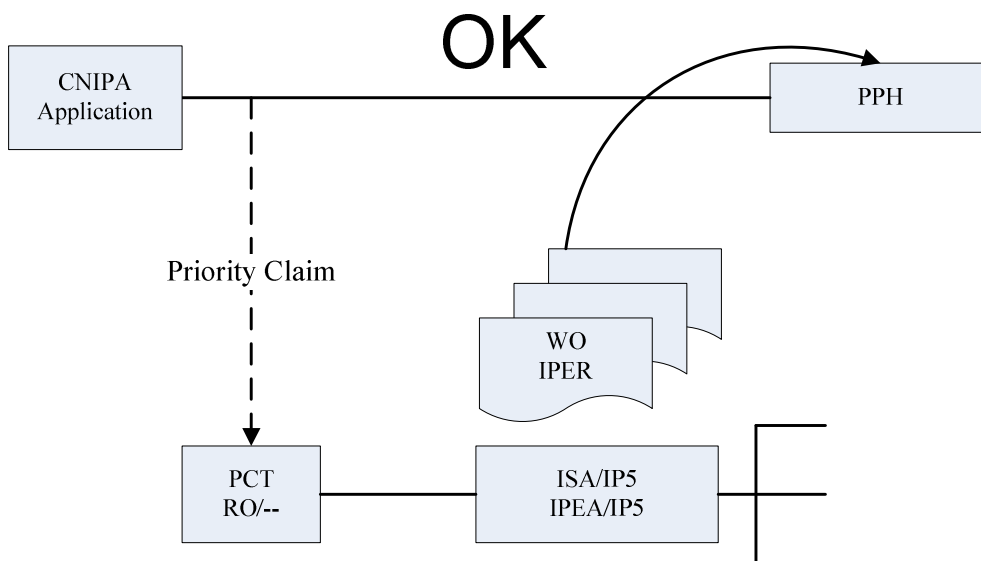 OK
CNIPA
Application
PPH
Priority Claim
WO
IPER
PCT
RO/--
ISA/IP5
IPEA/IP5